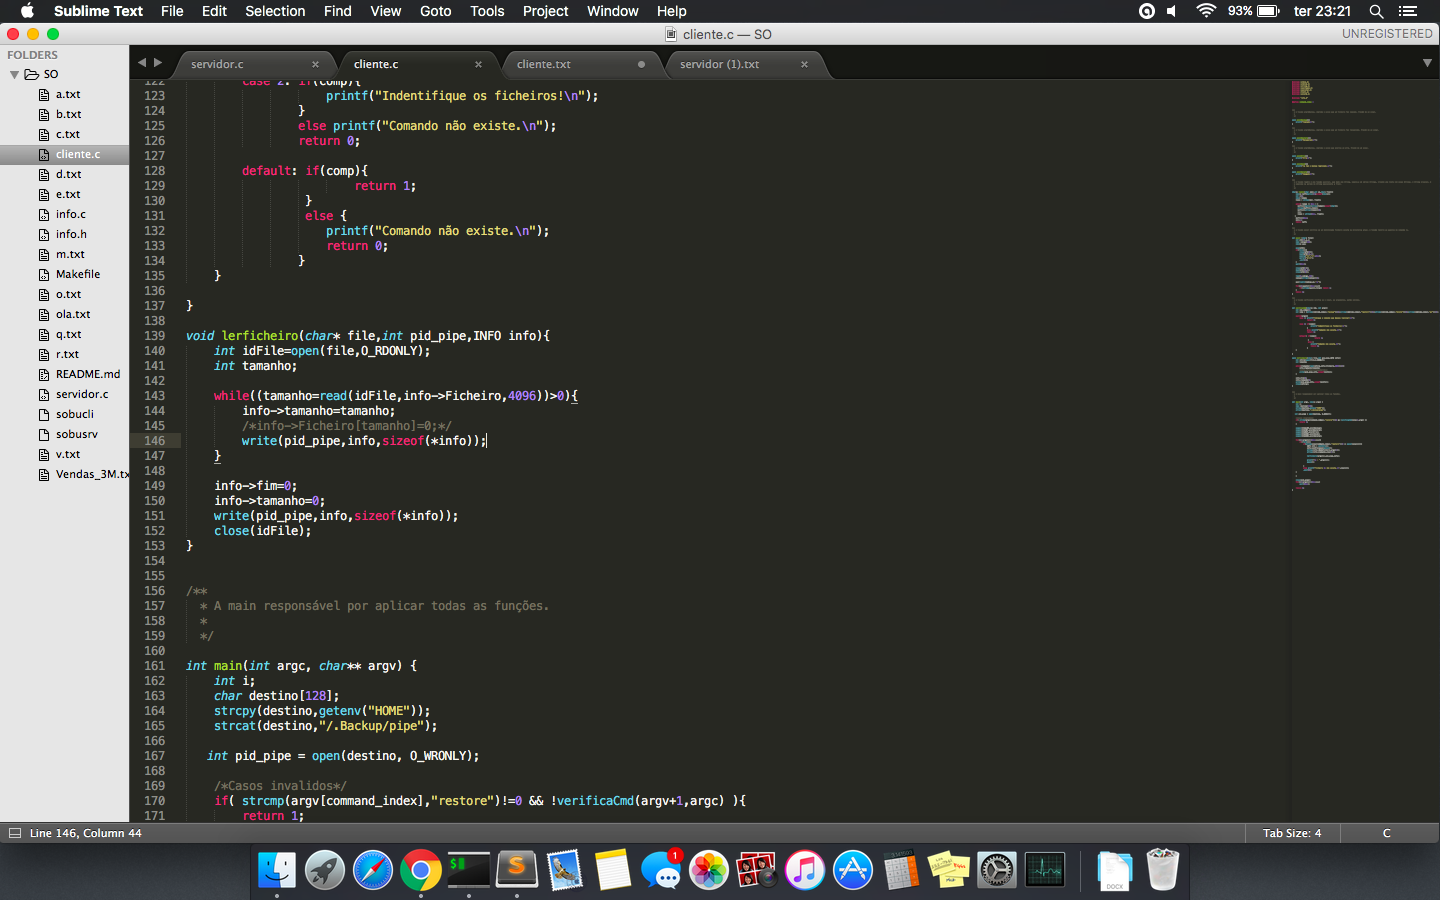 Sublime Text File Edit Selection Find View Goto Tools Project Window Help 93% ter 23:21
cliente.c — SO UNREGISTERED
FOLDERS
SO
a.txt
b.txt
c.txt
cliente.c
d.txt
e.txt
info.c
info.h
m.txt
Makefile
o.txt
ola.txt
q.txt
r.txt
README.md
servidor.c
sobucli
sobusrv
v.txt
Vendas_3M.tx
servidor.c × cliente.c × cliente.txt servidor (1).txt ×
122 case 2: if(comp){
123 printf("Indentifique os ficheiros!\n");
124 }
125 else printf("Comando não existe.\n");
126 return 0;
127
128 default: if(comp){
129 return 1;
130 }
131 else {
132 printf("Comando não existe.\n");
133 return 0;
134 }
135 }
136
137 }
138
139 void lerficheiro(char* file,int pid_pipe,INFO info){
140 int idFile=open(file,O_RDONLY);
141 int tamanho;
142
143 while((tamanho=read(idFile,info->Ficheiro,4096))>0){
144 info->tamanho=tamanho;
145 /*info->Ficheiro[tamanho]=0;*/
146 write(pid_pipe,info,sizeof(*info));
147 }
148
149 info->fim=0;
150 info->tamanho=0;
151 write(pid_pipe,info,sizeof(*info));
152 close(idFile);
153 }
154
155
156 /**
157 * A main responsável por aplicar todas as funções.
158 *
159 */
160
161 int main(int argc, char** argv) {
162 int i;
163 char destino[128];
164 strcpy(destino,getenv("HOME"));
165 strcat(destino,"/.Backup/pipe");
166
167 int pid_pipe = open(destino, O_WRONLY);
168
169 /*Casos invalidos*/
170 if( strcmp(argv[command_index],"restore")!=0 && !verificaCmd(argv+1,argc) ){
171 return 1;
Line 146, Column 44 Tab Size: 4 C
1
DOCX